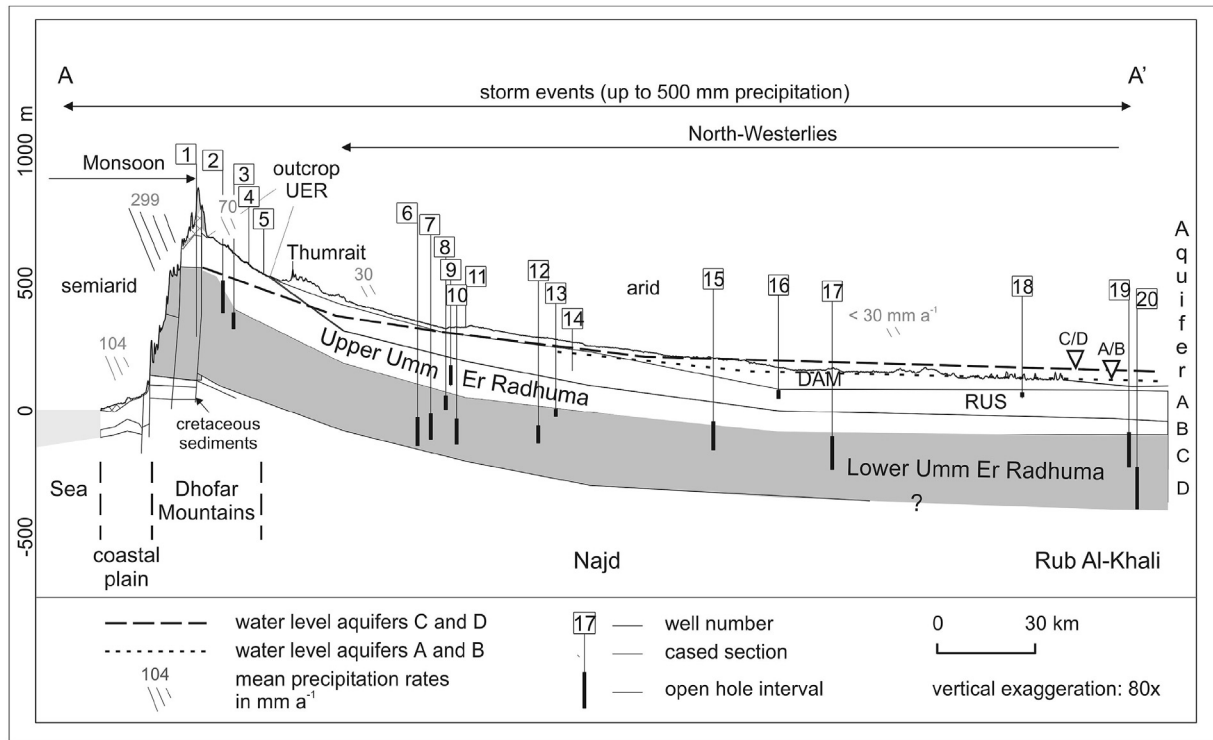 A
A'
storm events (up to 500 mm precipitation)
North-Westerlies
Monsoon
1
2
3
4
5
outcrop
UER
299
70
Thumrait
30
6
7
8
9
10
11
12
13
14
15
16
17
18
19
20
semiarid
arid
< 30 mm a-1
C/D
A/B
104
Upper Umm Er Radhuma
DAM
RUS
cretaceous
sediments
Lower Umm Er Radhuma
?
Aquifer
A
B
C
D
1000 m
500
0
-500
Sea
Dhofar
Mountains
coastal
plain
Najd
Rub Al-Khali
water level aquifers C and D
water level aquifers A and B
104
mean precipitation rates
in mm a-1
17
well number
cased section
open hole interval
0 30 km
vertical exaggeration: 80x